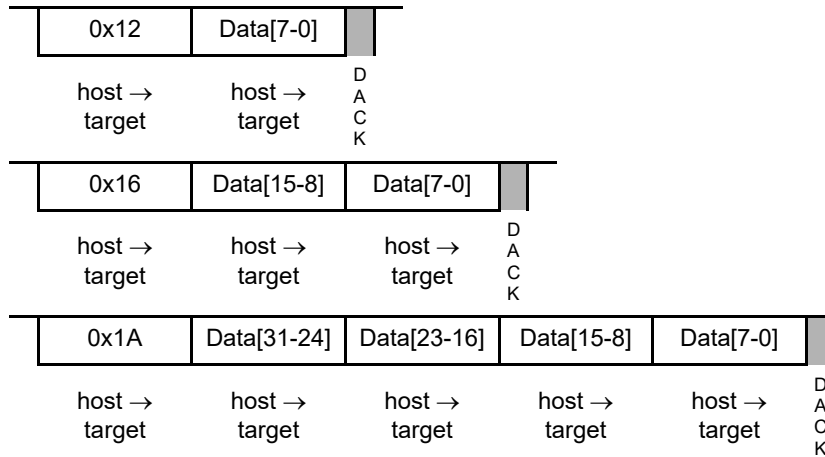 0x12 Data[7-0]
host → host → D
target target A
C
K
0x16 Data[15-8] Data[7-0]
host → host → host → D
target target target A
C
K
0x1A Data[31-24] Data[23-16] Data[15-8] Data[7-0]
host → host → host → host → host → D
target target target target target A
C
K